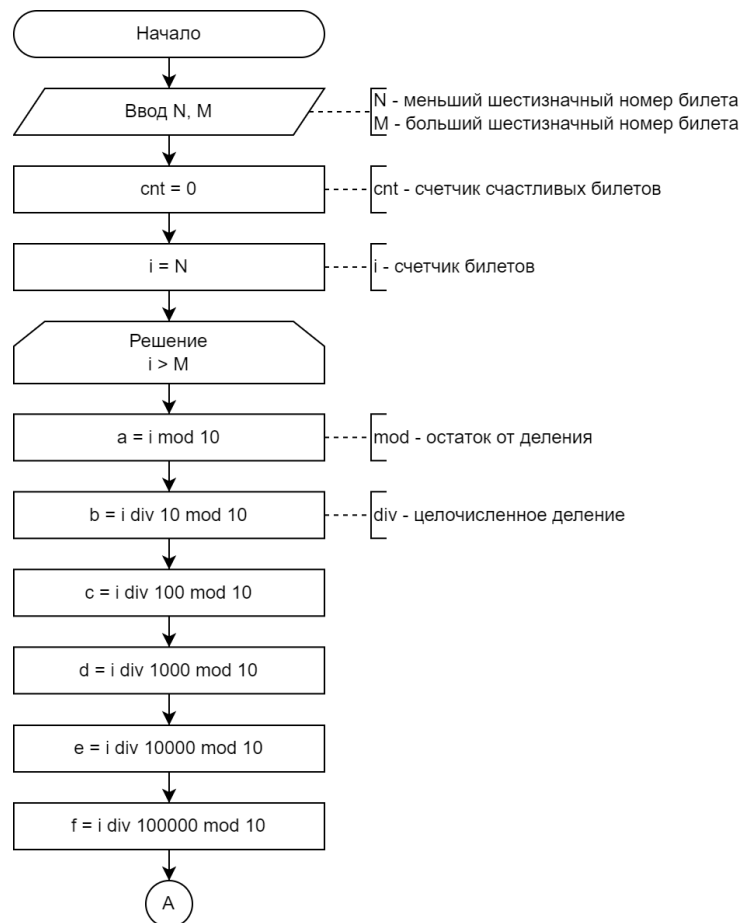 Начало
Ввод N, M
N - меньший шестизначный номер билета
M - больший шестизначный номер билета
cnt = 0
cnt - счетчик счастливых билетов
i = N
i - счетчик билетов
Решение
i > M
a = i mod 10
mod - остаток от деления
b = i div 10 mod 10
div - целочисленное деление
c = i div 100 mod 10
d = i div 1000 mod 10
e = i div 10000 mod 10
f = i div 100000 mod 10
A